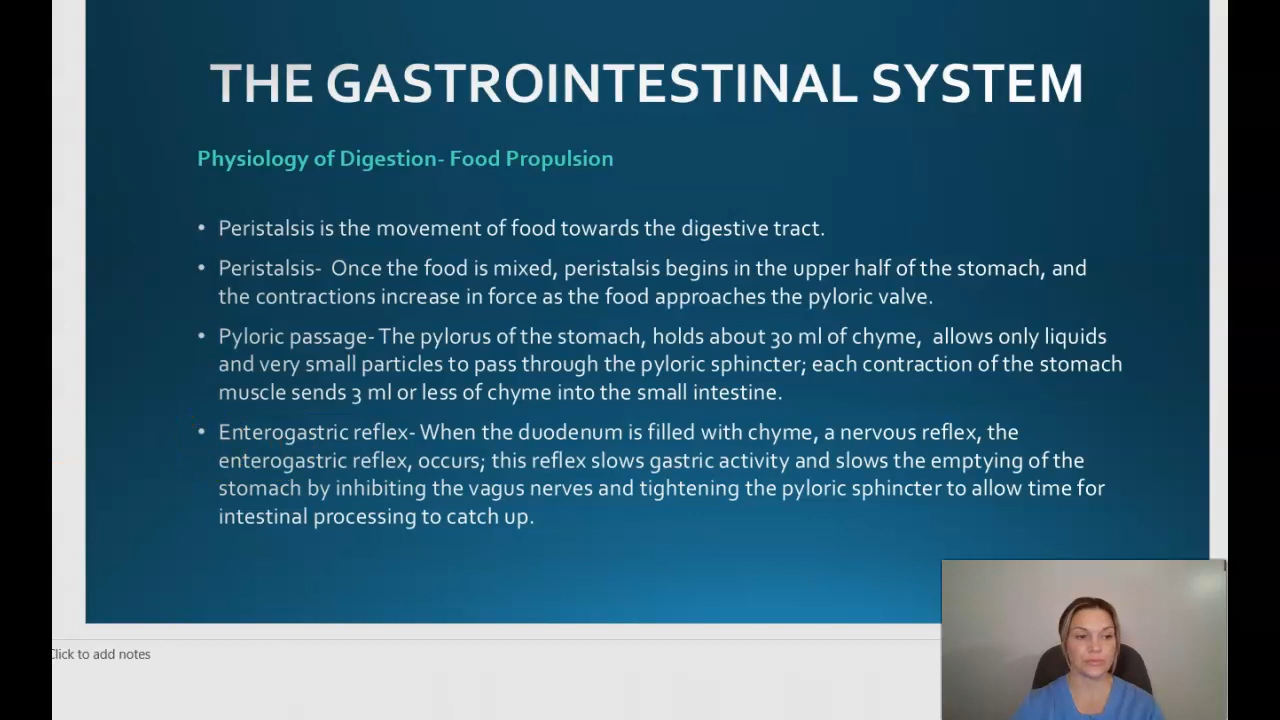 THE GASTROINTESTINAL SYSTEM
Physiology of Digestion- Food Propulsion
• Peristalsis is the movement of food towards the digestive tract.
• Peristalsis- Once the food is mixed, peristalsis begins in the upper half of the stomach, and
the contractions increase in force as the food approaches the pyloric valve.
• Pyloric passage- The pylorus of the stomach, holds about 30 ml of chyme, allows only liquids
and very small particles to pass through the pyloric sphincter; each contraction of the stomach
muscle sends 3 ml or less of chyme into the small intestine.
• Enterogastric reflex- When the duodenum is filled with chyme, a nervous reflex, the
enterogastric reflex, occurs; this reflex slows gastric activity and slows the emptying of the
stomach by inhibiting the vagus nerves and tightening the pyloric sphincter to allow time for
intestinal processing to catch up.
Click to add notes